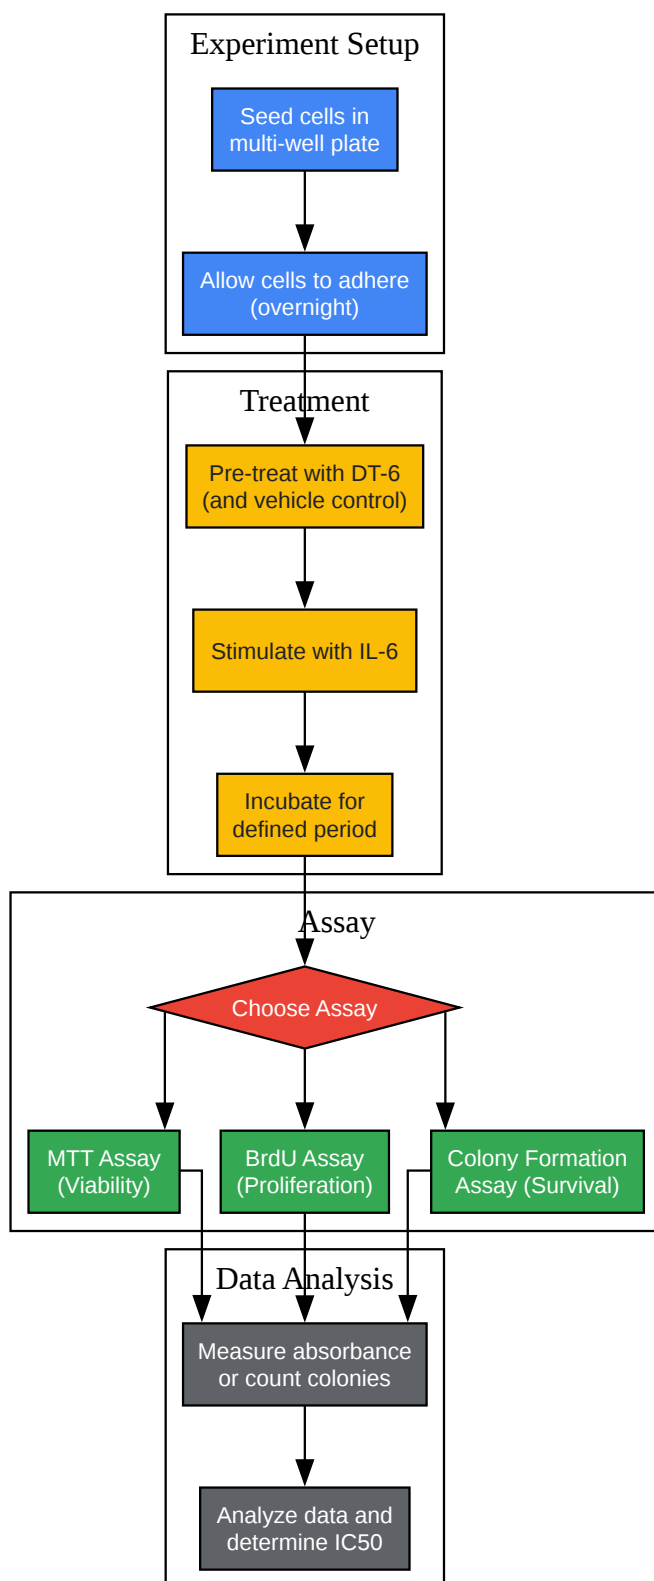 Experiment Setup
Seed cells in
multi-well plate
Allow cells to adhere
(overnight)
Treatment
Pre-treat with DT-6
(and vehicle control)
Stimulate with IL-6
Incubate for
defined period
Assay
Choose Assay
MTT Assay
(Viability)
BrdU Assay
(Proliferation)
Colony Formation
Assay (Survival)
Data Analysis
Measure absorbance
or count colonies
Analyze data and
determine IC50